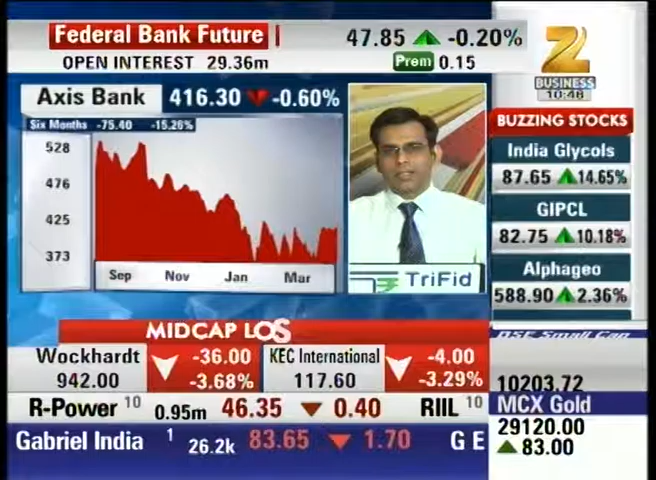 Federal Bank Future
47.85 -0.20%
OPEN INTEREST 29.36m
Prem 0.15
Z
BUSINESS
10:48
Axis Bank 416.30 -0.60%
Six Months -75.40 -15.26%
528
476
425
373
Sep Nov Jan Mar
TriFid
BUZZING STOCKS
India Glycols
87.65 14.65%
GIPCL
82.75 10.18%
Alphageo
588.90 2.36%
MIDCAP LOS
Wockhardt -36.00
942.00 -3.68%
KEC International -4.00
117.60 -3.29%
Small Cap
10203.72
MCX Gold
29120.00
83.00
R-Power 10 0.95m 46.35 0.40 RIIL 10
Gabriel India 1 26.2k 83.65 1.70 G E